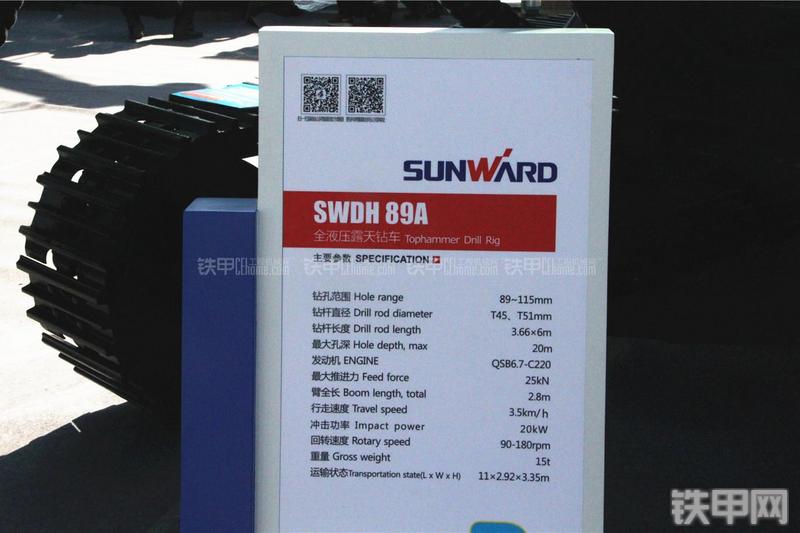 SUNWARD
SWDH 89A
全液压露天钻车 Tophammer Drill Rig
主要参数 SPECIFICATION
钻孔范围 Hole range 89~115mm
钻杆直径 Drill rod diameter T45、T51mm
钻杆长度 Drill rod length 3.66×6m
最大孔深 Hole depth, max 20m
发动机 ENGINE QSB6.7-C220
最大推进力 Feed force 25kN
臂全长 Boom length, total 2.8m
行走速度 Travel speed 3.5km/h
冲击功率 Impact power 20kW
回转速度 Rotary speed 90-180rpm
重量 Gross weight 15t
运输状态Transportation state(L x W x H) 11×2.92×3.35m
铁甲网